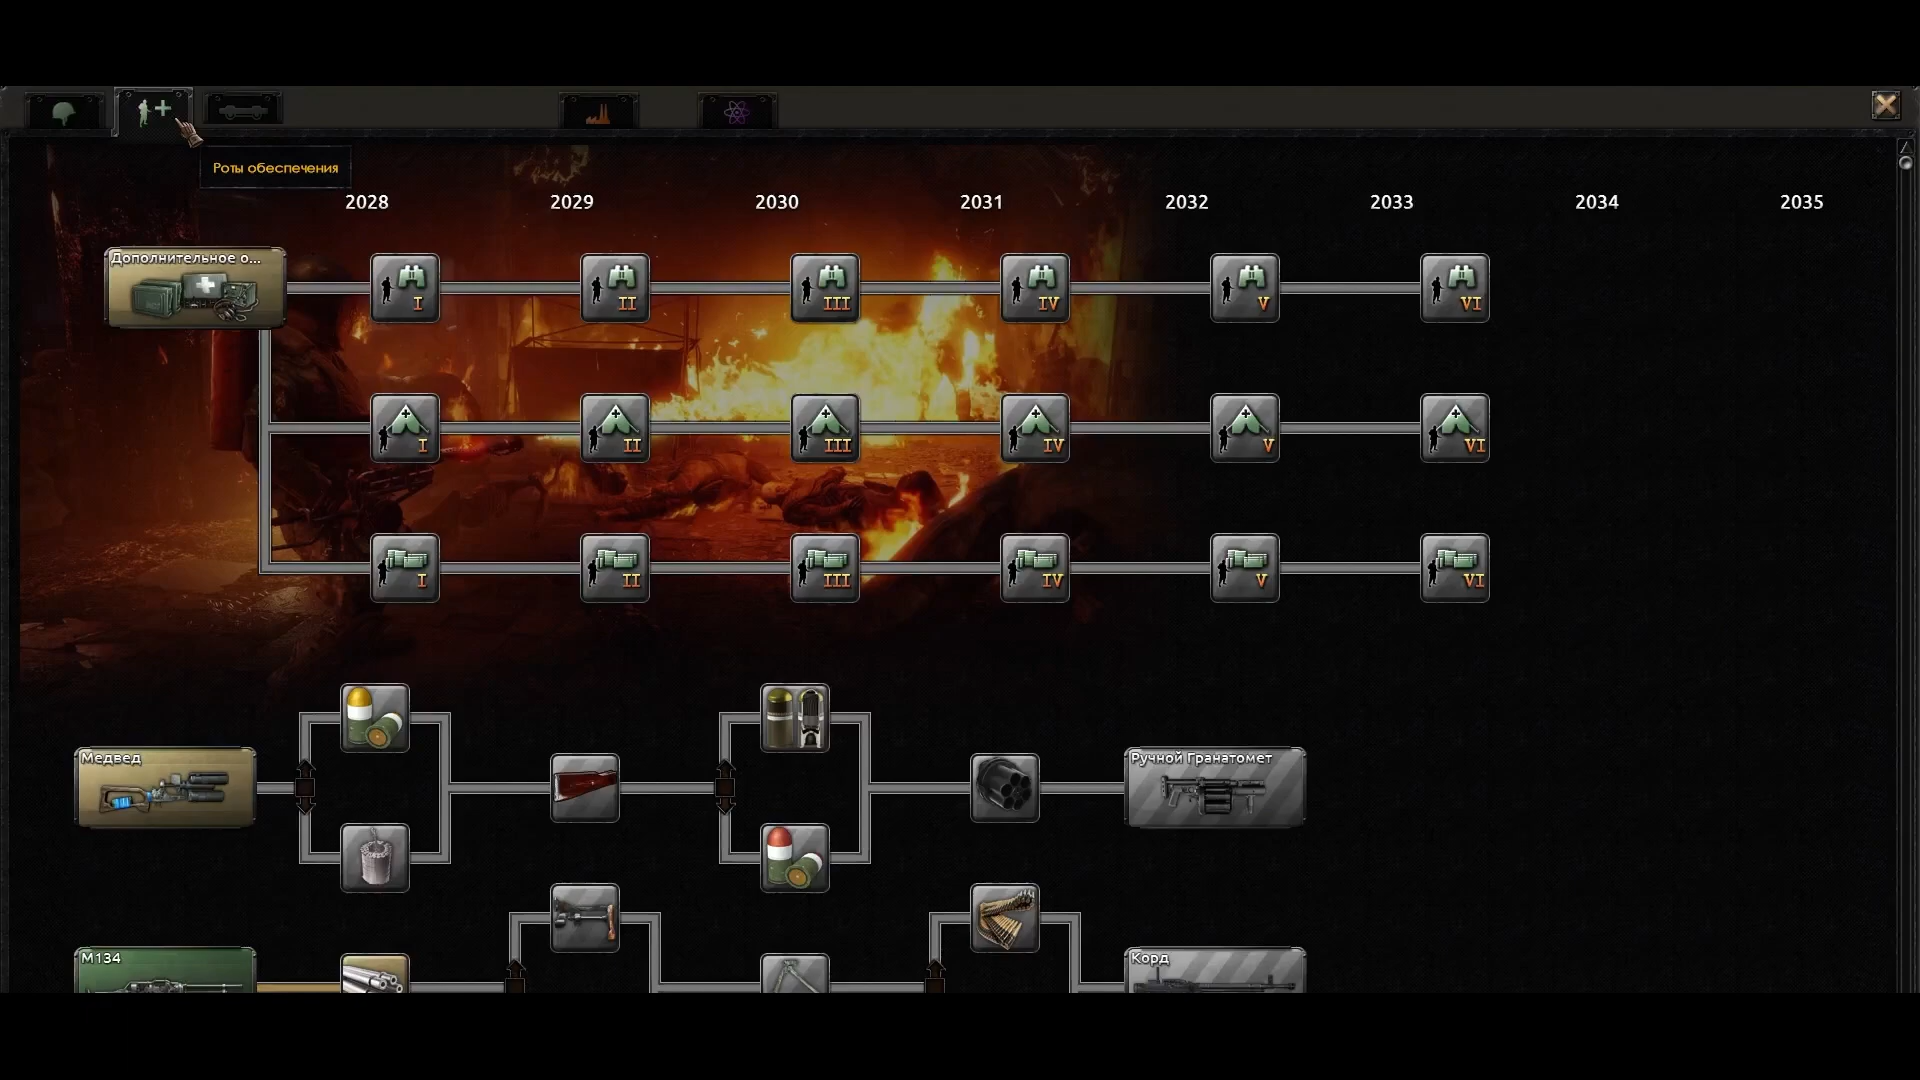 Роты обеспечения
2028 2029 2030 2031 2032 2033 2034 2035
Дополнительное о...
I II III IV V VI
I II III IV V VI
I II III IV V VI
Медвед
Ручной Гранатомет
М134
Корд